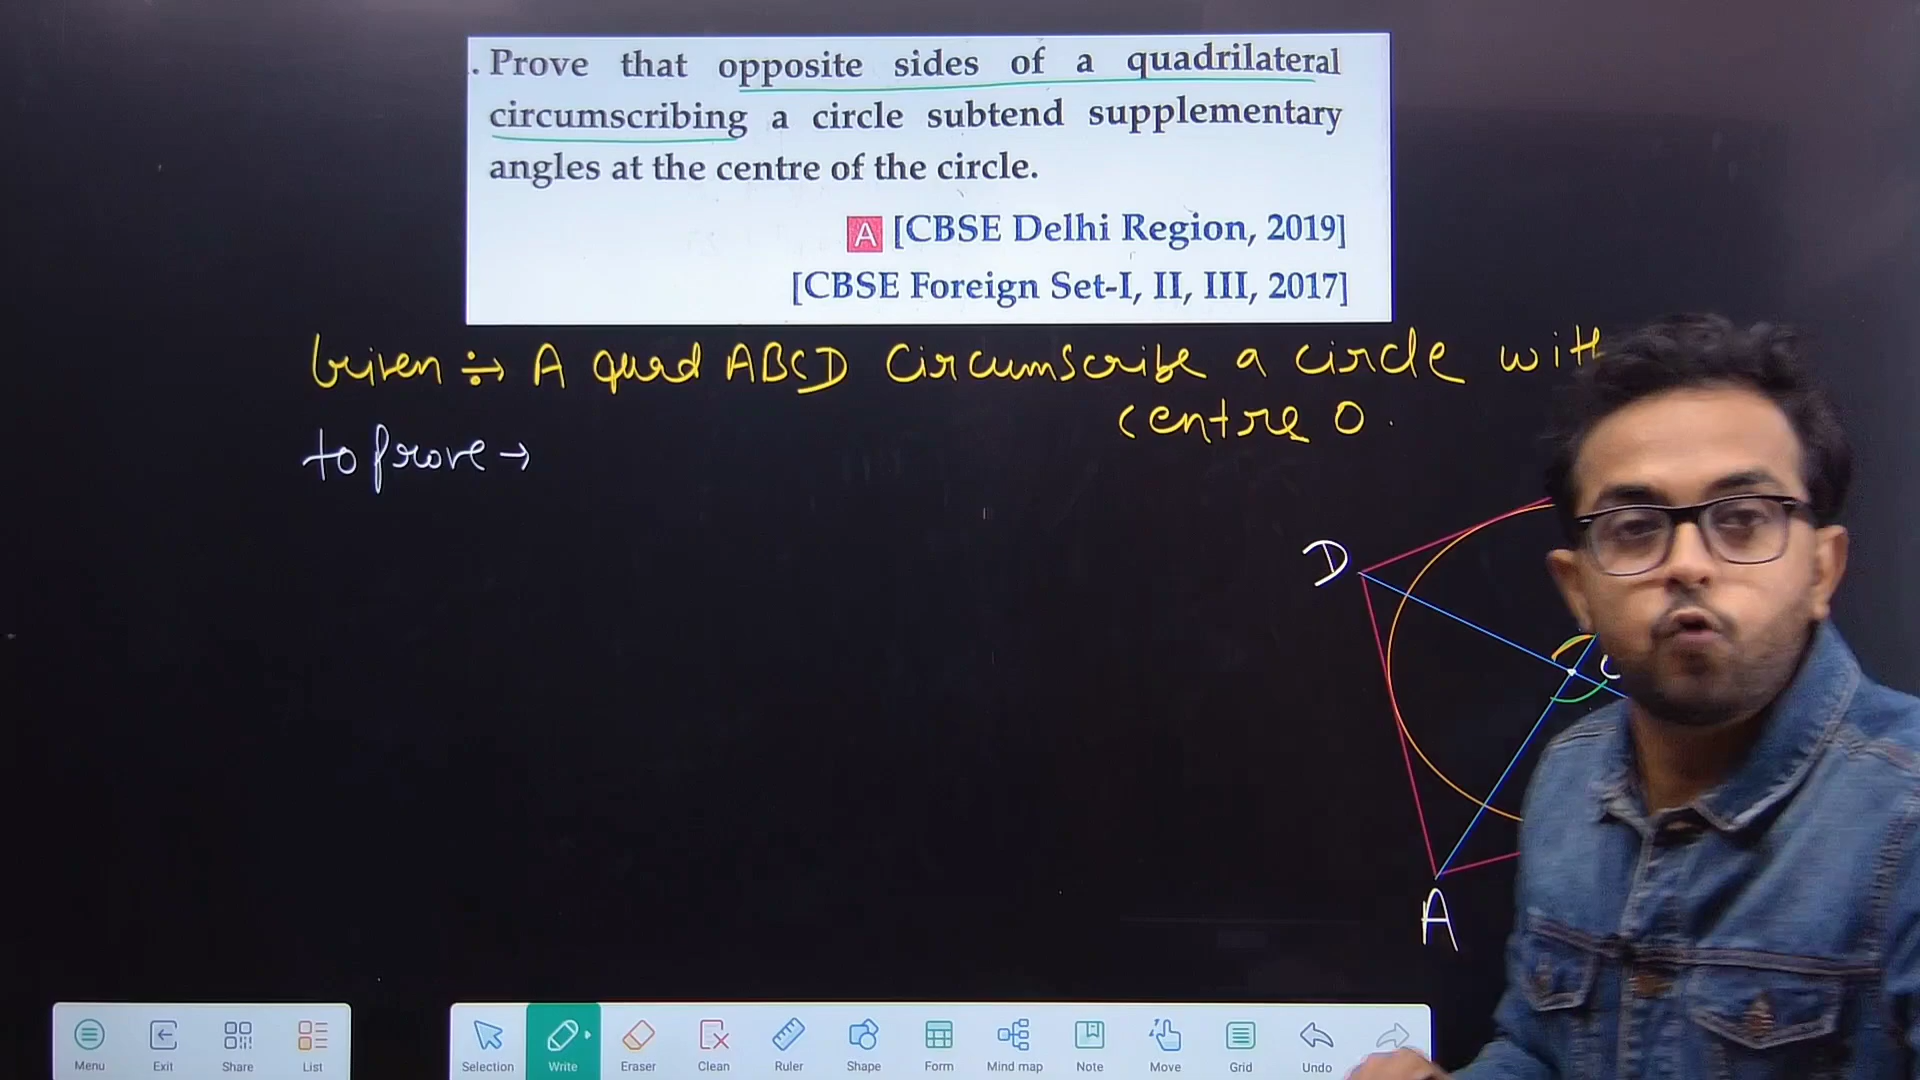 . Prove that opposite sides of a quadrilateral
circumscribing a circle subtend supplementary
angles at the centre of the circle.
A [CBSE Delhi Region, 2019]
[CBSE Foreign Set-I, II, III, 2017]
Given ÷→ A quad ABCD Circumscribe a circle with
centre O.
to prove →
D
A
Menu
Exit
Share
List
Selection
Write
Eraser
Clean
Ruler
Shape
Form
Mind map
Note
Move
Grid
Undo